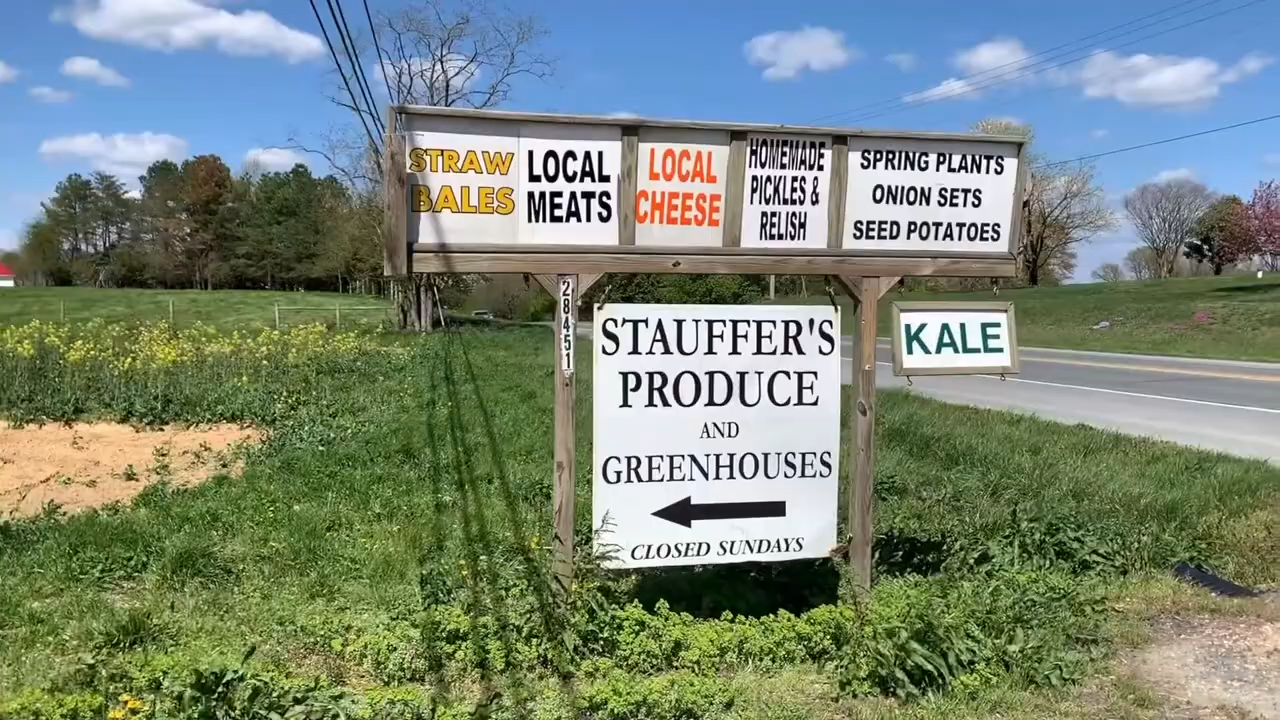 STRAW
BALES
LOCAL
MEATS
LOCAL
CHEESE
HOMEMADE
PICKLES &
RELISH
SPRING PLANTS
ONION SETS
SEED POTATOES
28451
STAUFFER'S
PRODUCE
AND
GREENHOUSES
CLOSED SUNDAYS
KALE